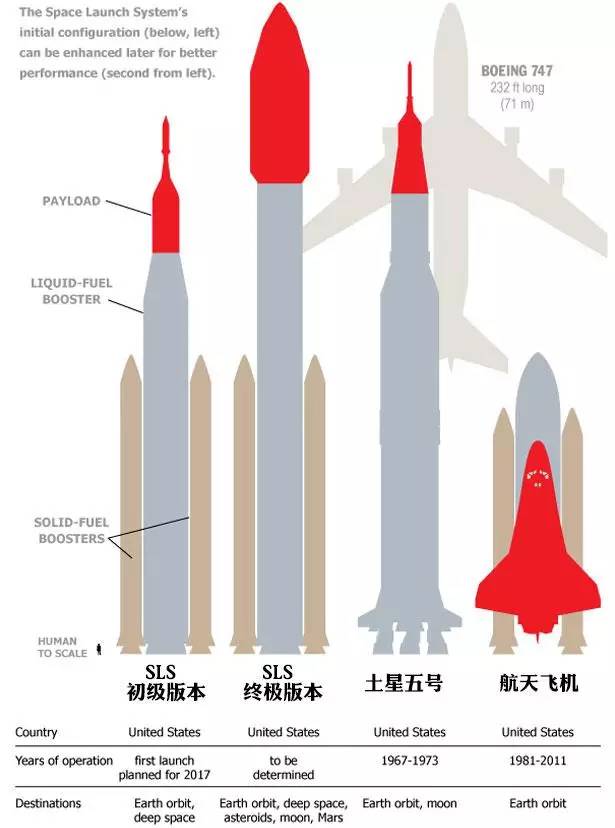 The Space Launch System's
initial configuration (below, left)
can be enhanced later for better
performance (second from left).
BOEING 747
232 ft long
(71 m)
PAYLOAD
LIQUID-FUEL
BOOSTER
SOLID-FUEL
BOOSTERS
HUMAN
TO SCALE
SLS
初级版本
SLS
终极版本
土星五号
航天飞机
Country United States United States United States United States
Years of operation first launch planned for 2017 to be determined 1967-1973 1981-2011
Destinations Earth orbit, deep space Earth orbit, deep space, asteroids, moon, Mars Earth orbit, moon Earth orbit